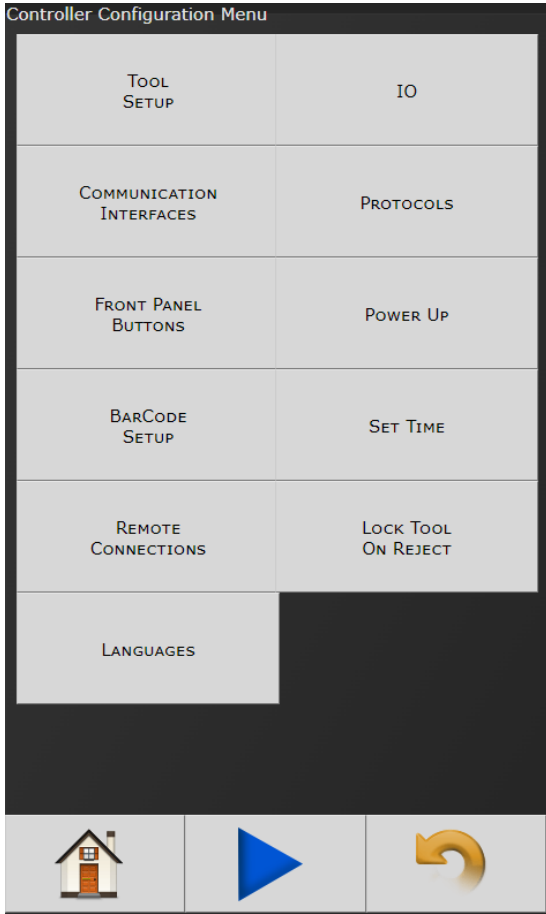 Controller Configuration Menu
Tool
Setup
IO
Communication
Interfaces
Protocols
Front Panel
Buttons
Power Up
BarCode
Setup
Set Time
Remote
Connections
Lock Tool
On Reject
Languages